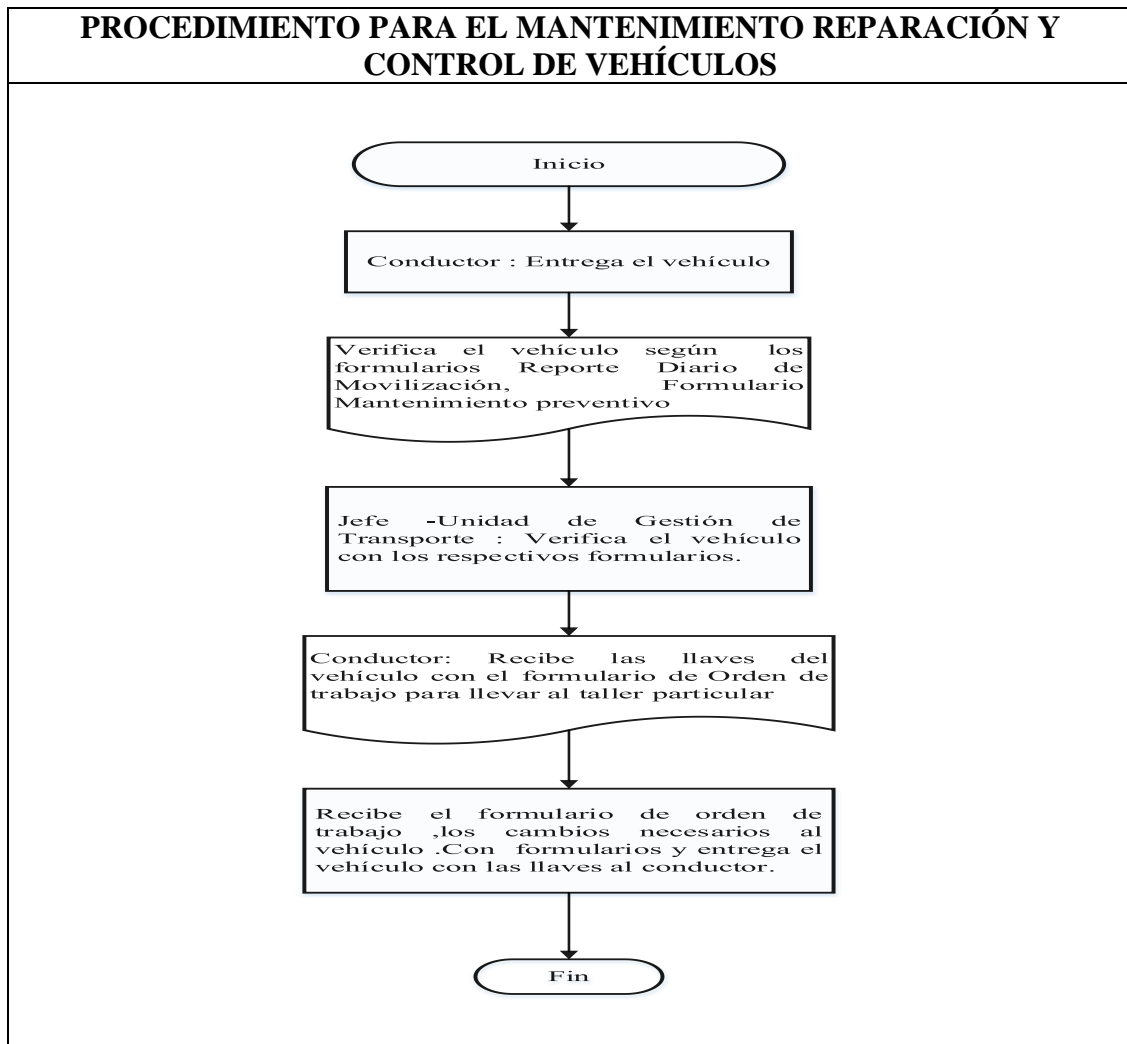 PROCEDIMIENTO PARA EL MANTENIMIENTO REPARACIÓN Y
CONTROL DE VEHÍCULOS
Inicio
Conductor : Entrega el vehículo
Verifica el vehículo según los
formularios Reporte Diario de
Movilización, Formulario
Mantenimiento preventivo
Jefe -Unidad de Gestión de
Transporte : Verifica el vehículo
con los respectivos formularios.
Conductor: Recibe las llaves del
vehículo con el formulario de Orden de
trabajo para llevar al taller particular
Recibe el formulario de orden de
trabajo ,los cambios necesarios al
vehículo .Con formularios y entrega el
vehículo con las llaves al conductor.
Fin